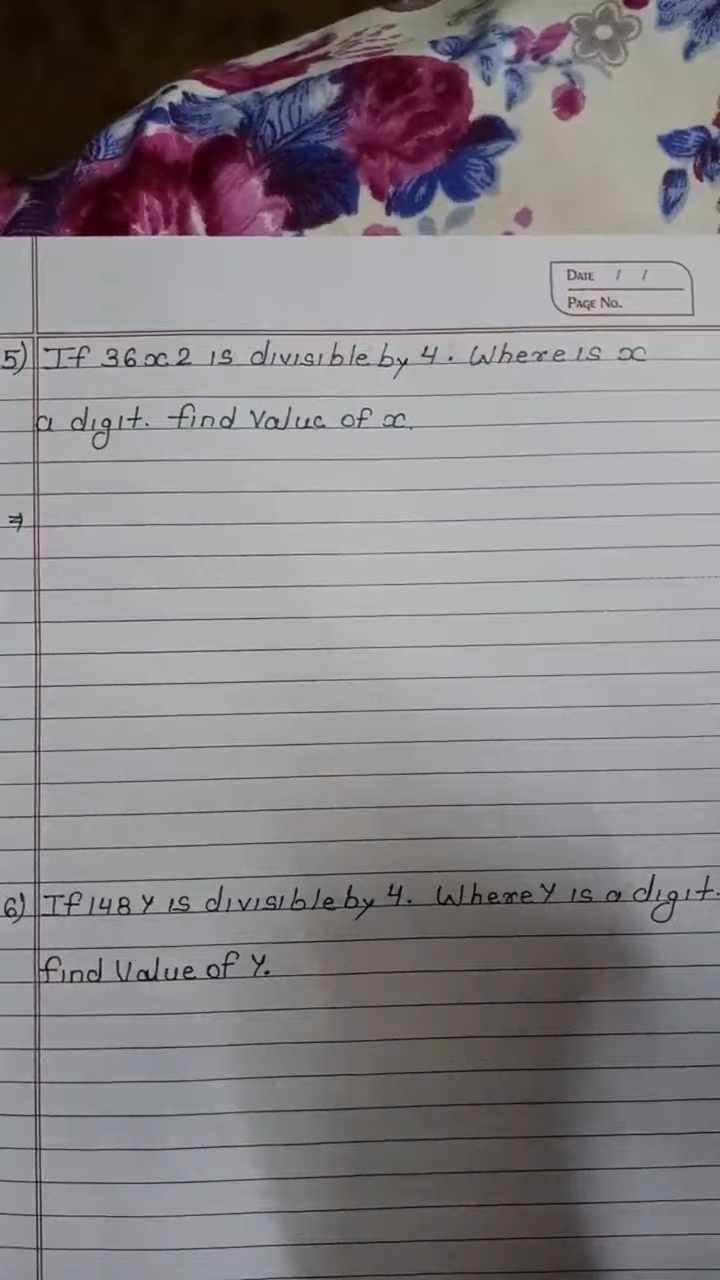 DATE / /
PAGE NO.
5) If 36x2 is divisible by 4. Where is x
a digit. find Value of x.
⇒
6) If 148Y is divisible by 4. Where Y is a digit.
find Value of Y.